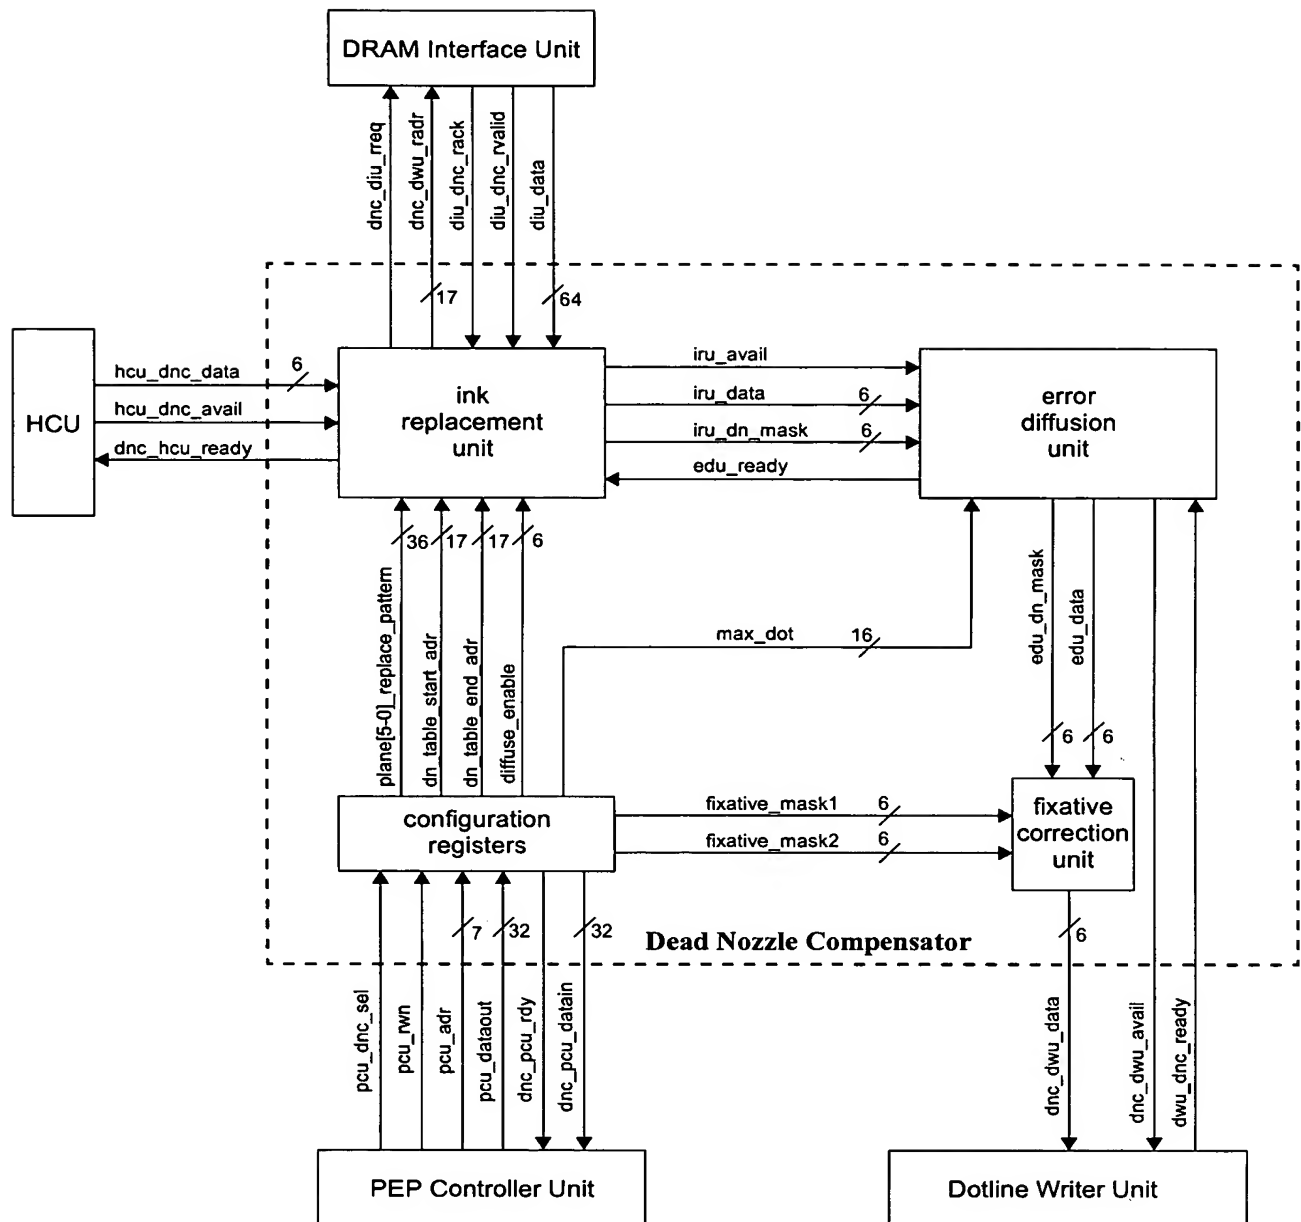 DRAM Interface Unit
dnc_diu_rreq
dnc_dwu_radr
diu_dnc_rack
diu_dnc_rvalid
diu_data
17
64
HCU
hcu_dnc_data
6
hcu_dnc_avail
dnc_hcu_ready
ink
replacement
unit
iru_avail
iru_data
6
iru_dn_mask
6
edu_ready
error
diffusion
unit
36
17
17
6
plane[5-0]_replace_pattern
dn_table_start_adr
dn_table_end_adr
diffuse_enable
max_dot
16
edu_dn_mask
edu_data
6
6
configuration
registers
fixative_mask1
6
fixative_mask2
6
fixative
correction
unit
7
32
32
6
Dead Nozzle Compensator
pcu_dnc_sel
pcu_rwn
pcu_adr
pcu_dataout
dnc_pcu_rdy
dnc_pcu_datain
dnc_dwu_data
dnc_dwu_avail
dwu_dnc_ready
PEP Controller Unit
Dotline Writer Unit